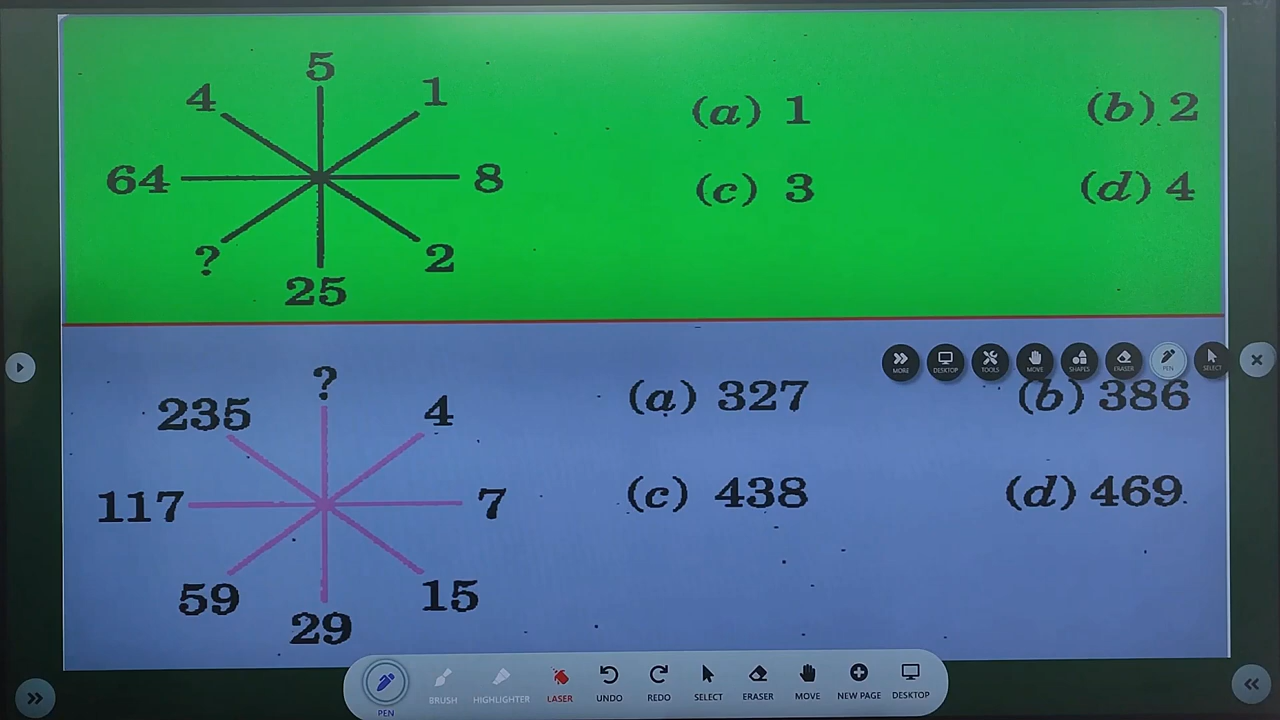 5
4 1
64 8
? 2
25
(a) 1 (b) 2
(c) 3 (d) 4
?
235 4
117 7
59 15
29
(a) 327 (b) 386
(c) 438 (d) 469
MORE DESKTOP TOOLS MOVE SHAPES ERASER PEN SELECT
PEN BRUSH HIGHLIGHTER LASER UNDO REDO SELECT ERASER MOVE NEW PAGE DESKTOP